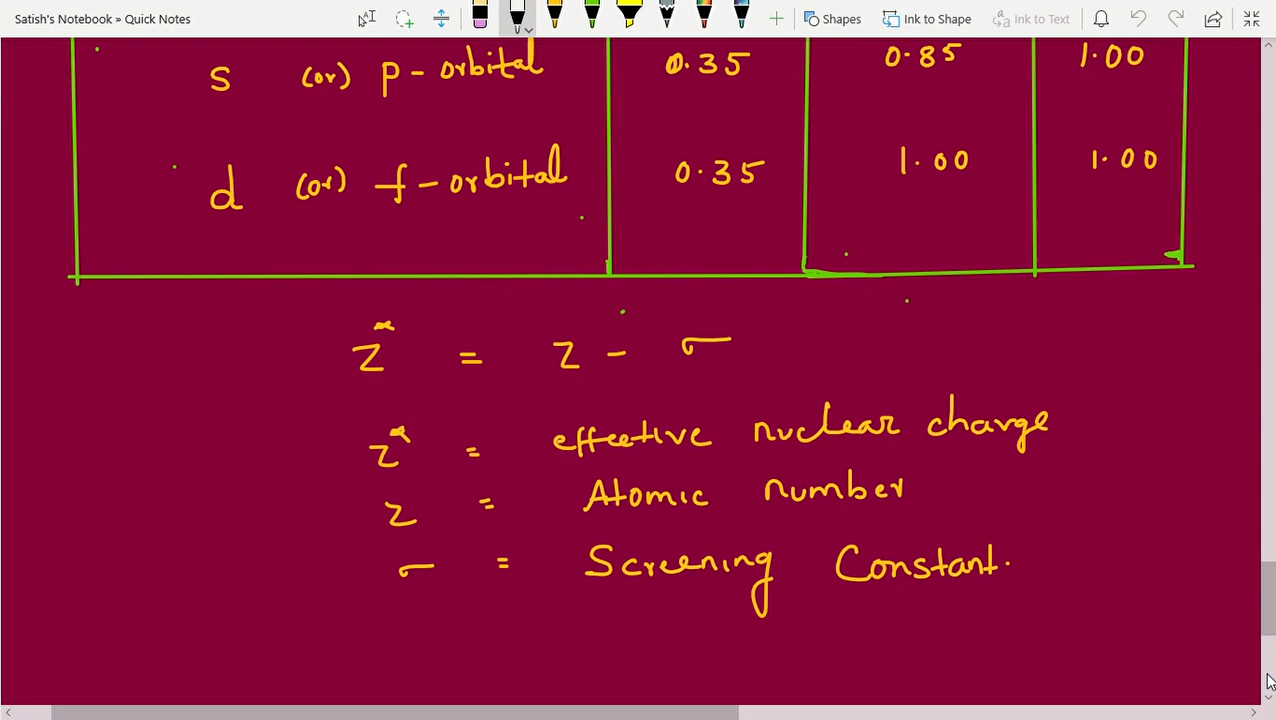 Satish's Notebook » Quick Notes
Shapes Ink to Shape Ink to Text
s (or) p - orbital 0.35 0.85 1.00
d (or) f - orbital 0.35 1.00 1.00
Z* = Z - σ
Z* = effective nuclear charge
Z = Atomic number
σ = Screening Constant.